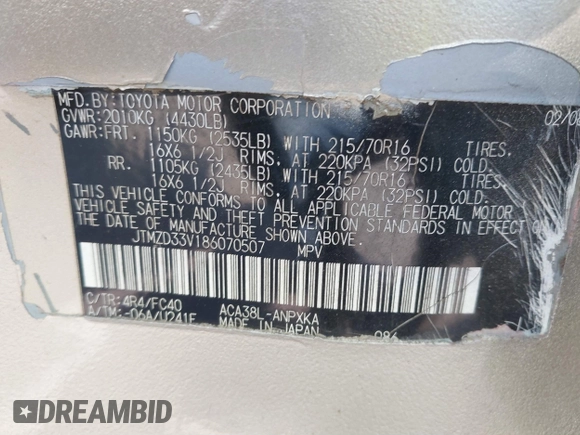 MFD. BY: TOYOTA MOTOR CORPORATION
GVWR: 2010KG (4430LB)
GAWR: FRT. 1150KG (2535LB) WITH 215/70R16 TIRES,
16X6 1/2J RIMS, AT 220KPA (32PSI) COLD.
RR. 1105KG (2435LB) WITH 215/70R16 TIRES,
16X6 1/2J RIMS, AT 220KPA (32PSI) COLD.
THIS VEHICLE CONFORMS TO ALL APPLICABLE FEDERAL MOTOR
VEHICLE SAFETY AND THEFT PREVENTION STANDARDS IN EFFECT ON
THE DATE OF MANUFACTURE SHOWN ABOVE.
JTMZD33V186070507 MPV
C/TR: 4R4/FC40 ACA38L-ANPXKA
A/TM: -06A/U241E MADE IN JAPAN
DREAMBID